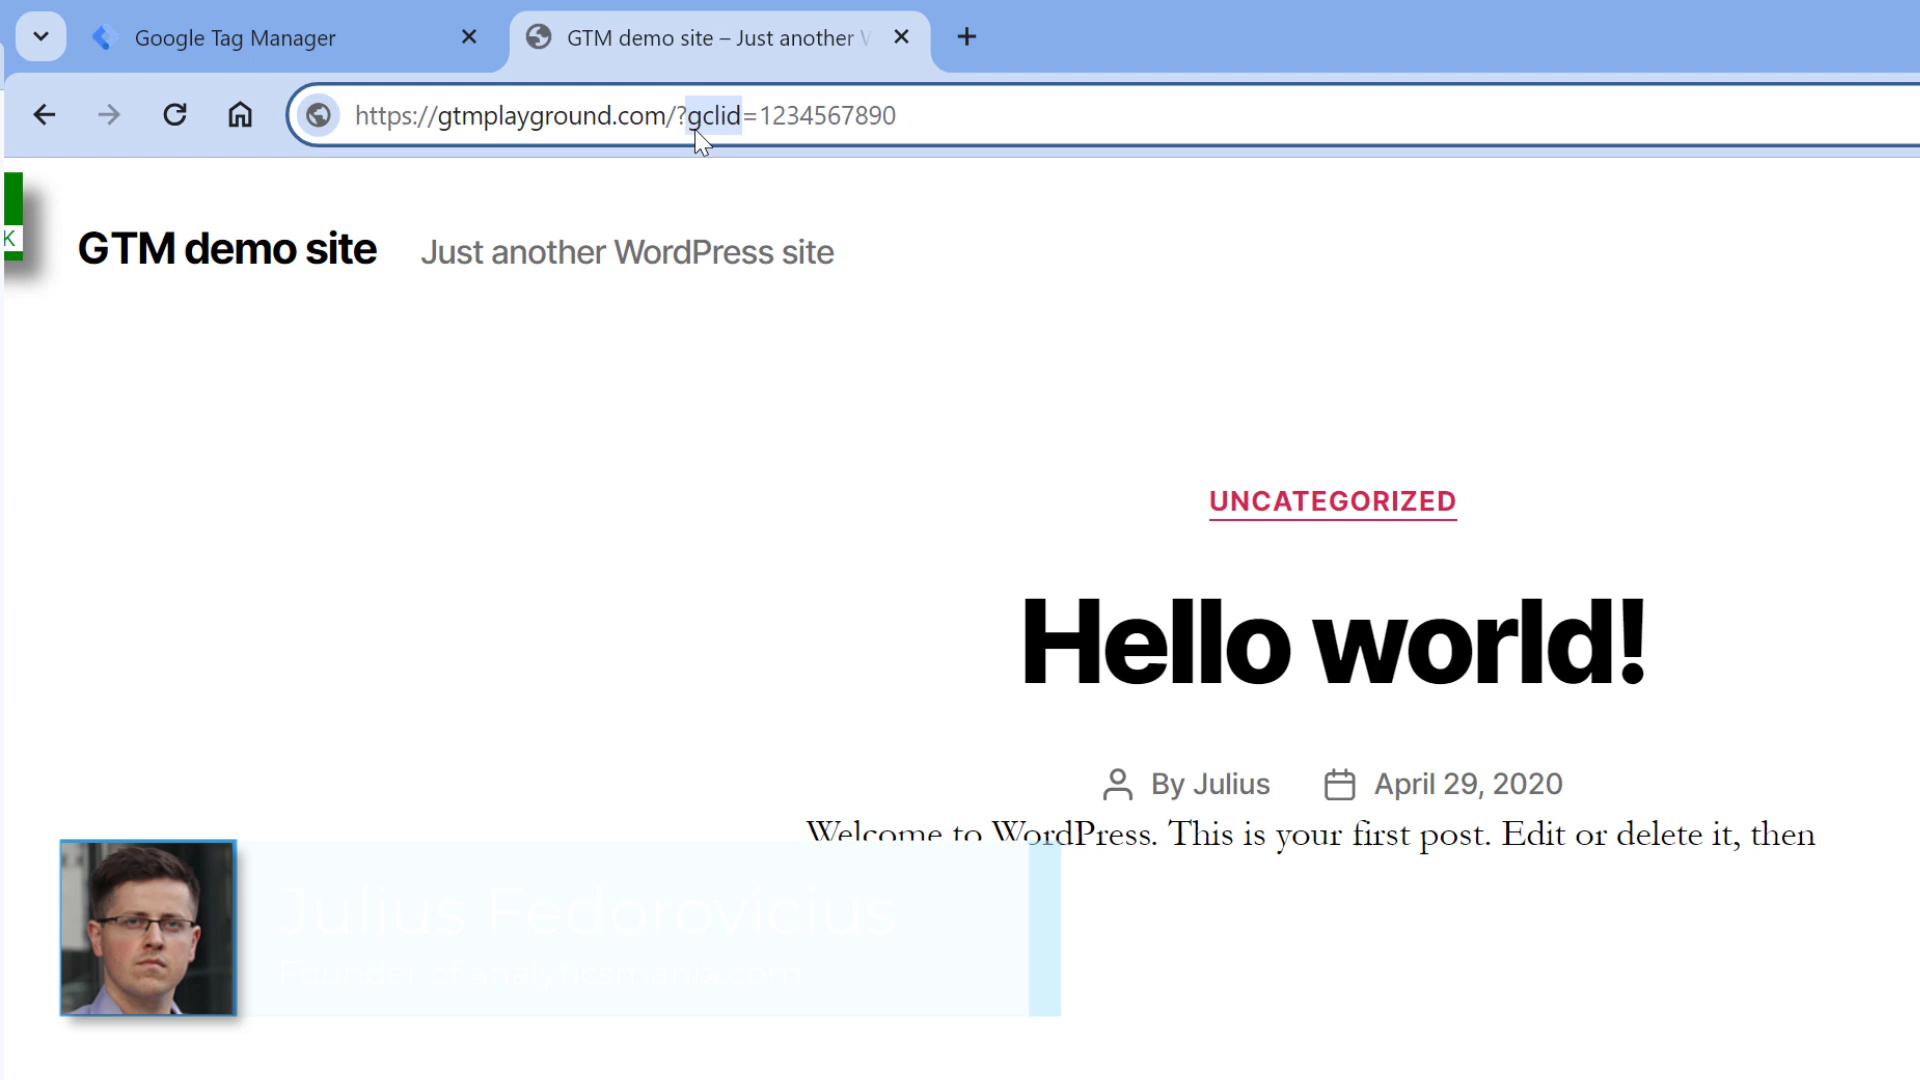 Google Tag Manager
GTM demo site – Just another W
https://gtmplayground.com/?gclid=1234567890
K
GTM demo site
Just another WordPress site
UNCATEGORIZED
Hello world!
By Julius
April 29, 2020
Welcome to WordPress. This is your first post. Edit or delete it, then
Julius Fedorovicius
Founder of analyticsmania.com